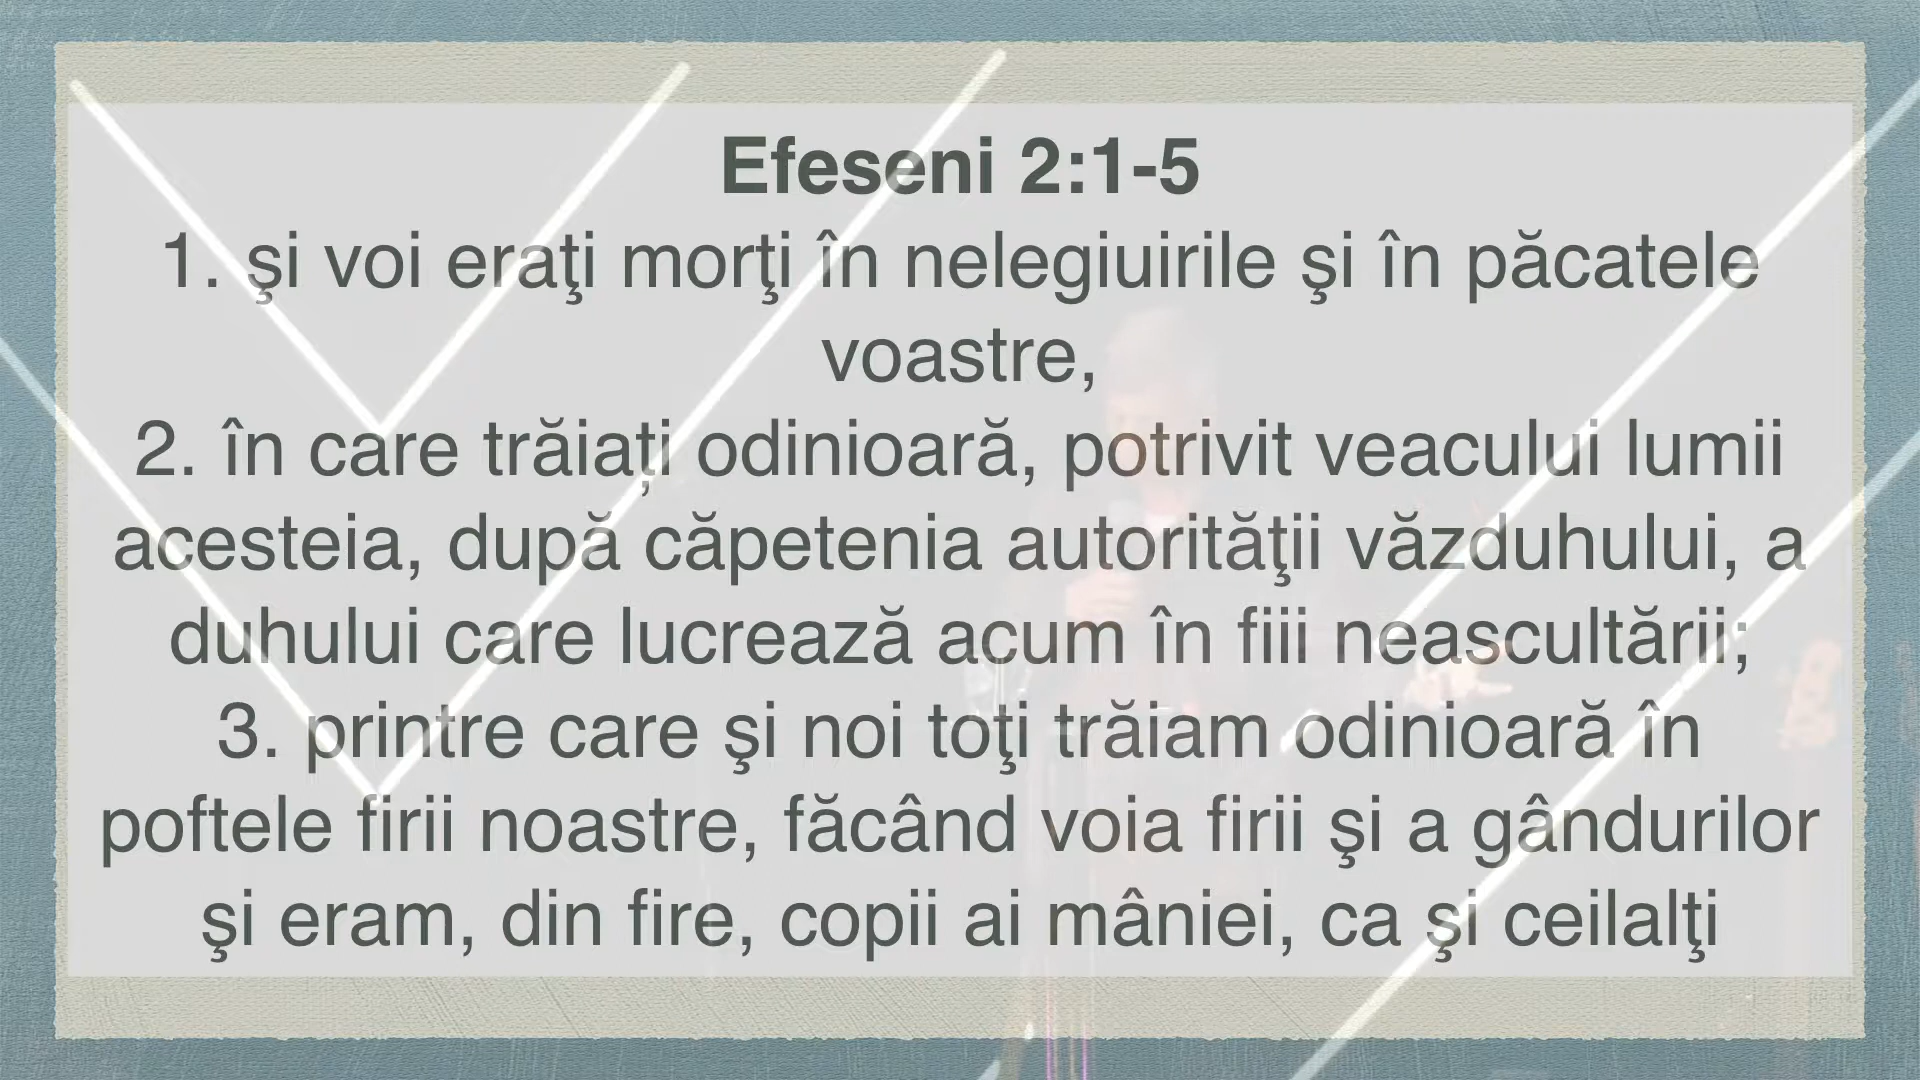 Efeseni 2:1-5
1. şi voi eraţi morţi în nelegiuirile şi în păcatele
voastre,
2. în care trăiați odinioară, potrivit veacului lumii
acesteia, după căpetenia autorităţii văzduhului, a
duhului care lucrează acum în fiii neascultării;
3. printre care şi noi toţi trăiam odinioară în
poftele firii noastre, făcând voia firii şi a gândurilor
şi eram, din fire, copii ai mâniei, ca şi ceilalţi